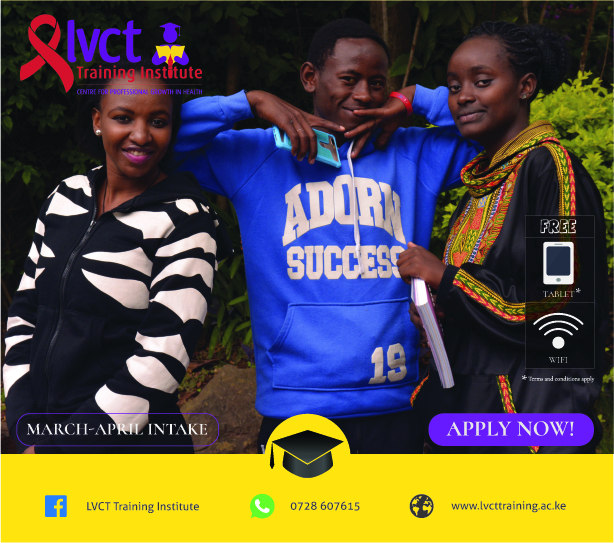 lvct
Training Institute
CENTRE FOR PROFESSIONAL GROWTH IN HEALTH
ADORN
SUCCESS
19
FREE
TABLET*
WIFI
* Terms and conditions apply
MARCH-APRIL INTAKE
APPLY NOW!
LVCT Training Institute
0728 607615
www.lvcttraining.ac.ke